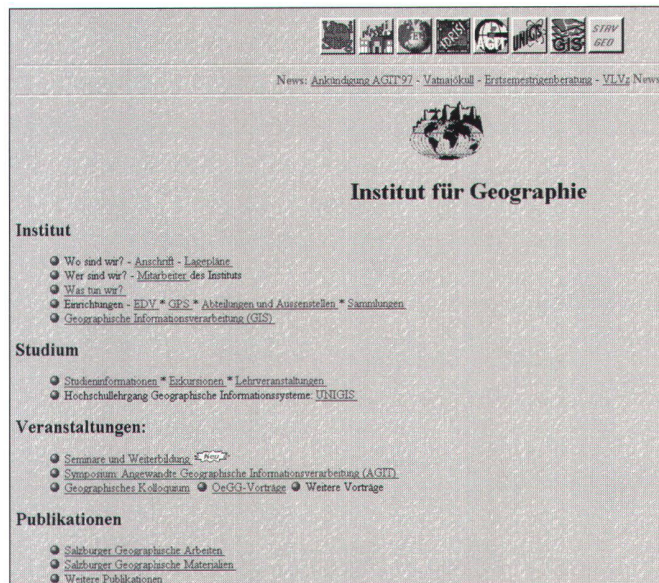 IDRISI AGIT UNIGIS GIS STRV GEO
News: Ankündigung AGIT'97 - Vatnajökull - Erstsemestrigenberatung - VLVz News
Institut für Geographie
Institut
Wo sind wir? - Anschrift - Lagepläne
Wer sind wir? - Mitarbeiter des Instituts
Was tun wir?
Einrichtungen - EDV * GPS * Abteilungen und Aussenstellen * Sammlungen
Geographische Informationsverarbeitung (GIS)
Studium
Studieninformationen * Exkursionen * Lehrveranstaltungen
Hochschullehrgang Geographische Informationssysteme: UNIGIS
Veranstaltungen:
Seminare und Weiterbildung New
Symposium: Angewandte Geographische Informationsverarbeitung (AGIT)
Geographisches Kolloquium OeGG-Vorträge Weitere Vorträge
Publikationen
Salzburger Geographische Arbeiten
Salzburger Geographische Materialien
Weitere Publikationen